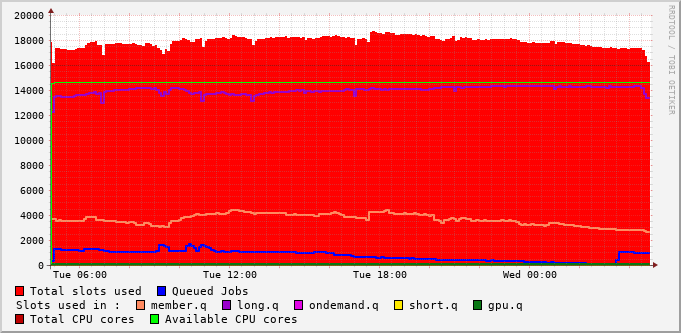 20000
18000
16000
14000
12000
10000
8000
6000
4000
2000
0
Tue 06:00 Tue 12:00 Tue 18:00 Wed 00:00
RRDTOOL / TOBI OETIKER
Total slots used Queued Jobs
Slots used in : member.q long.q ondemand.q short.q gpu.q
Total CPU cores Available CPU cores